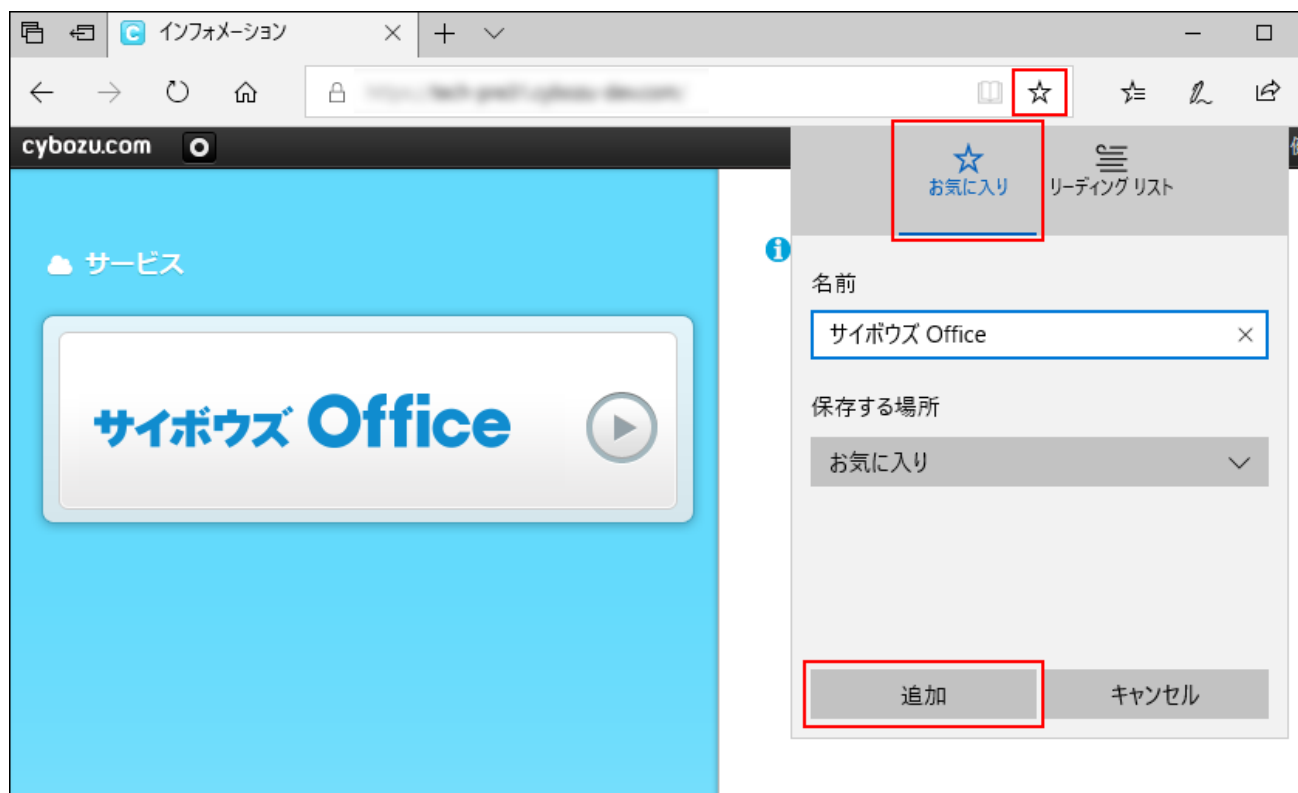 インフォメーション
cybozu.com
お気に入り
リーディング リスト
サービス
名前
サイボウズ Office
サイボウズ Office
保存する場所
お気に入り
追加
キャンセル